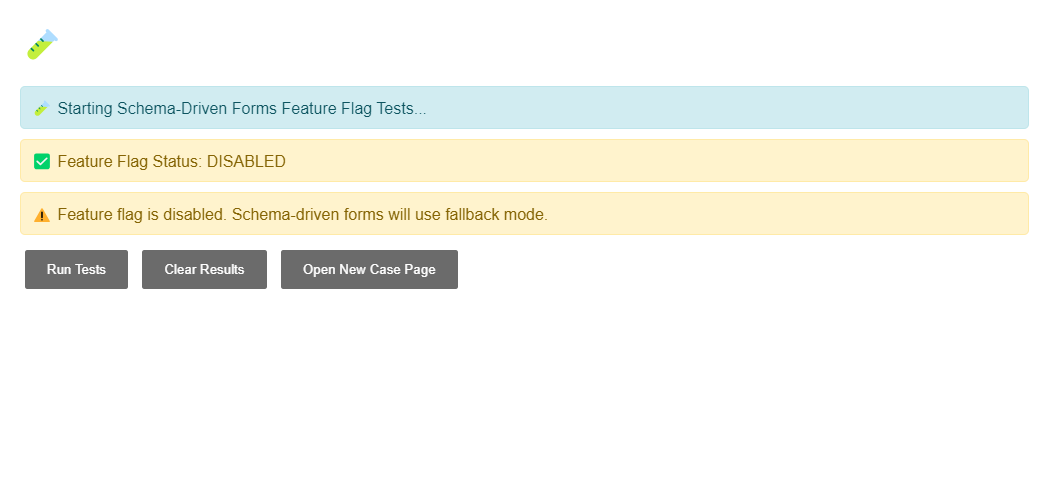 Starting Schema-Driven Forms Feature Flag Tests...
Feature Flag Status: DISABLED
Feature flag is disabled. Schema-driven forms will use fallback mode.
Run Tests Clear Results Open New Case Page